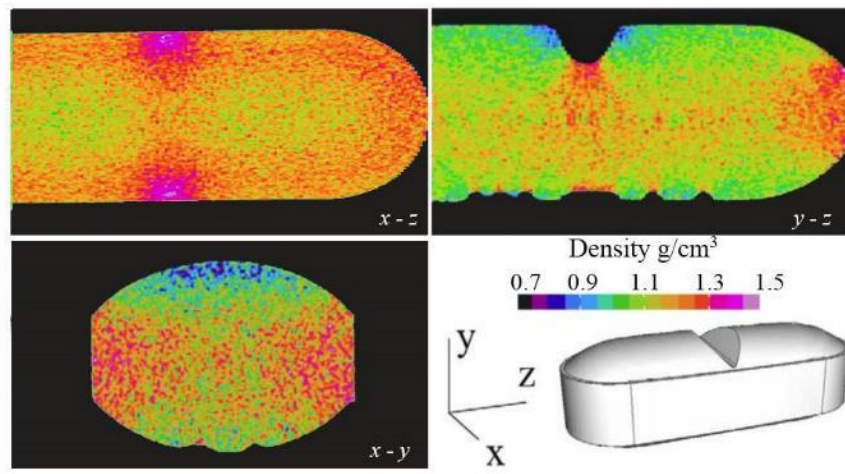 x - z
y - z
x - y
Density g/cm³
0.7 0.9 1.1 1.3 1.5
y
z
x